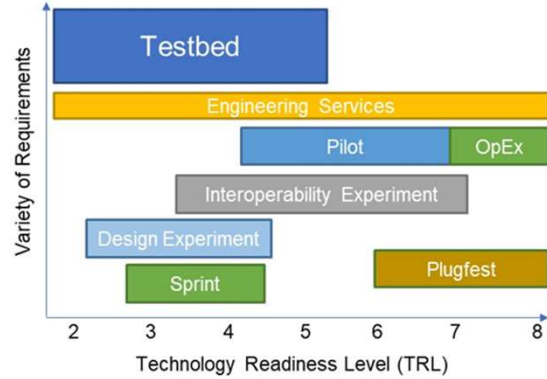 Variety of Requirements
Testbed
Engineering Services
Pilot
OpEx
Interoperability Experiment
Design Experiment
Plugfest
Sprint
2 3 4 5 6 7 8
Technology Readiness Level (TRL)